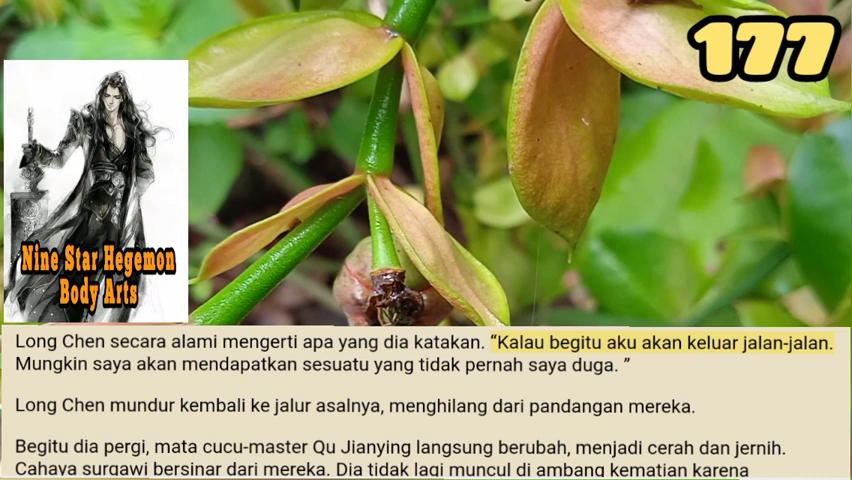 177
Nine Star Hegemon
Body Arts
Long Chen secara alami mengerti apa yang dia katakan. “Kalau begitu aku akan keluar jalan-jalan.
Mungkin saya akan mendapatkan sesuatu yang tidak pernah saya duga. ”
Long Chen mundur kembali ke jalur asalnya, menghilang dari pandangan mereka.
Begitu dia pergi, mata cucu-master Qu Jianying langsung berubah, menjadi cerah dan jernih.
Cahaya surgawi bersinar dari mereka. Dia tidak lagi muncul di ambang kematian karena